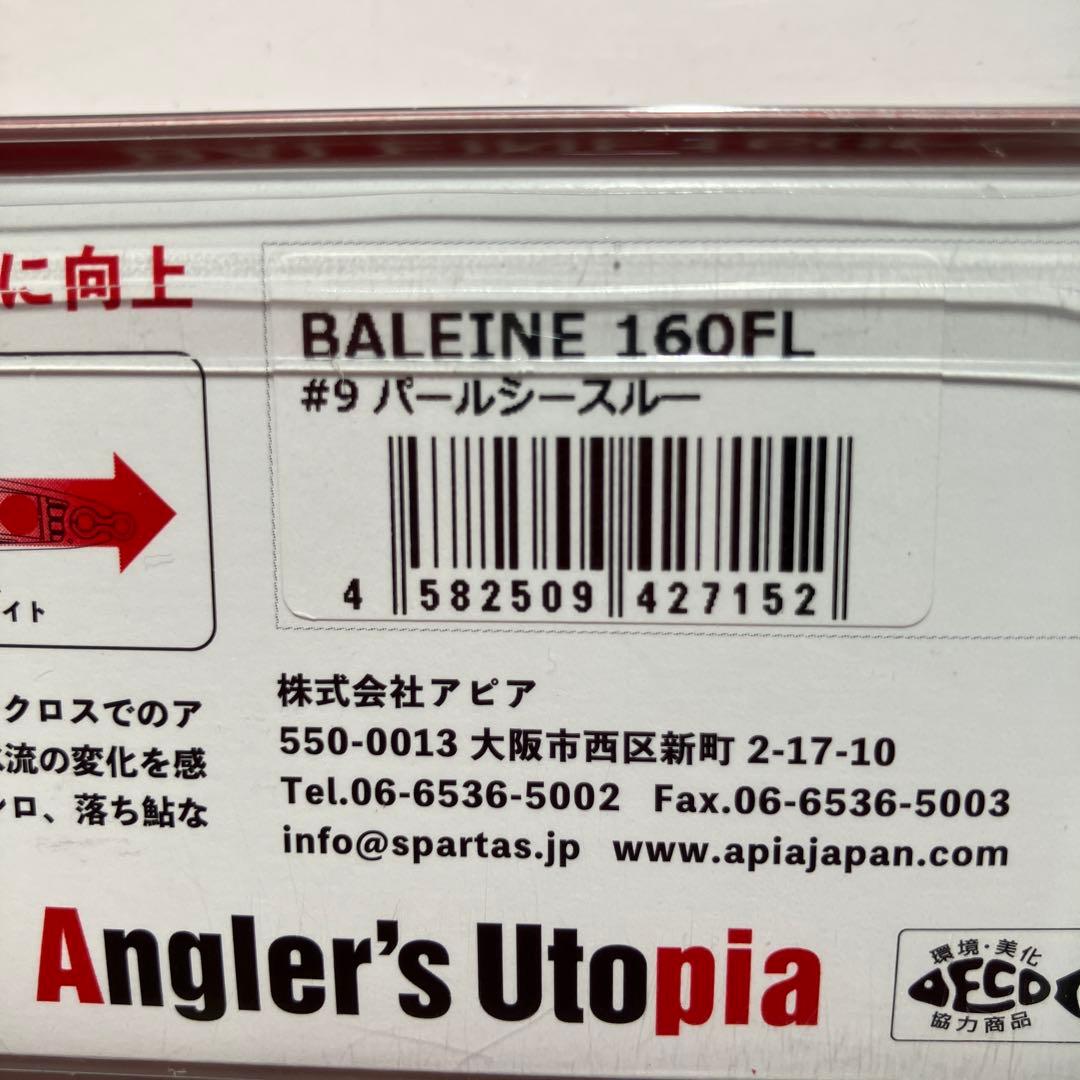 に向上
BALEINE 160FL
#9 パールシースルー
4 582509 427152
イト
クロスでのア
流の変化を感
ロ、落ち鮎な
株式会社アピア
550-0013 大阪市西区新町 2-17-10
Tel.06-6536-5002 Fax.06-6536-5003
info@spartas.jp www.apiajapan.com
Angler's Utopia
環境・美化
ECO
協力商品